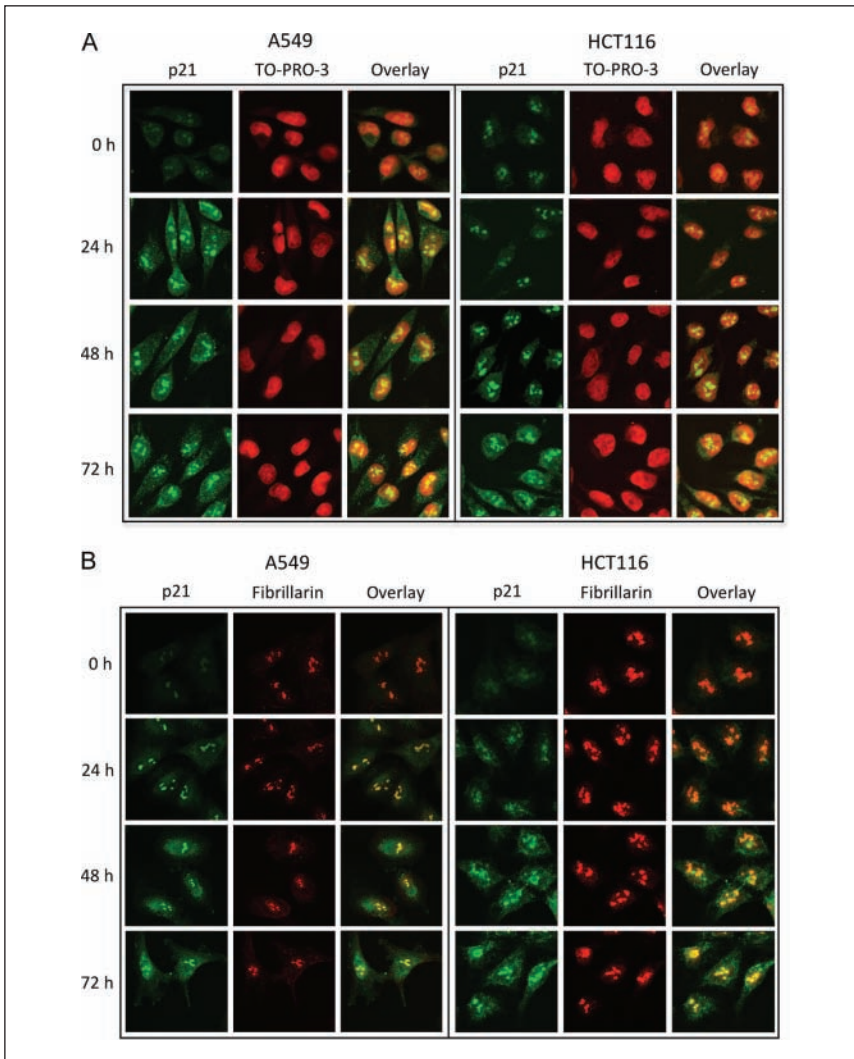 A
A549 HCT116
p21 TO-PRO-3 Overlay p21 TO-PRO-3 Overlay
0 h
24 h
48 h
72 h
B
A549 HCT116
p21 Fibrillarin Overlay p21 Fibrillarin Overlay
0 h
24 h
48 h
72 h